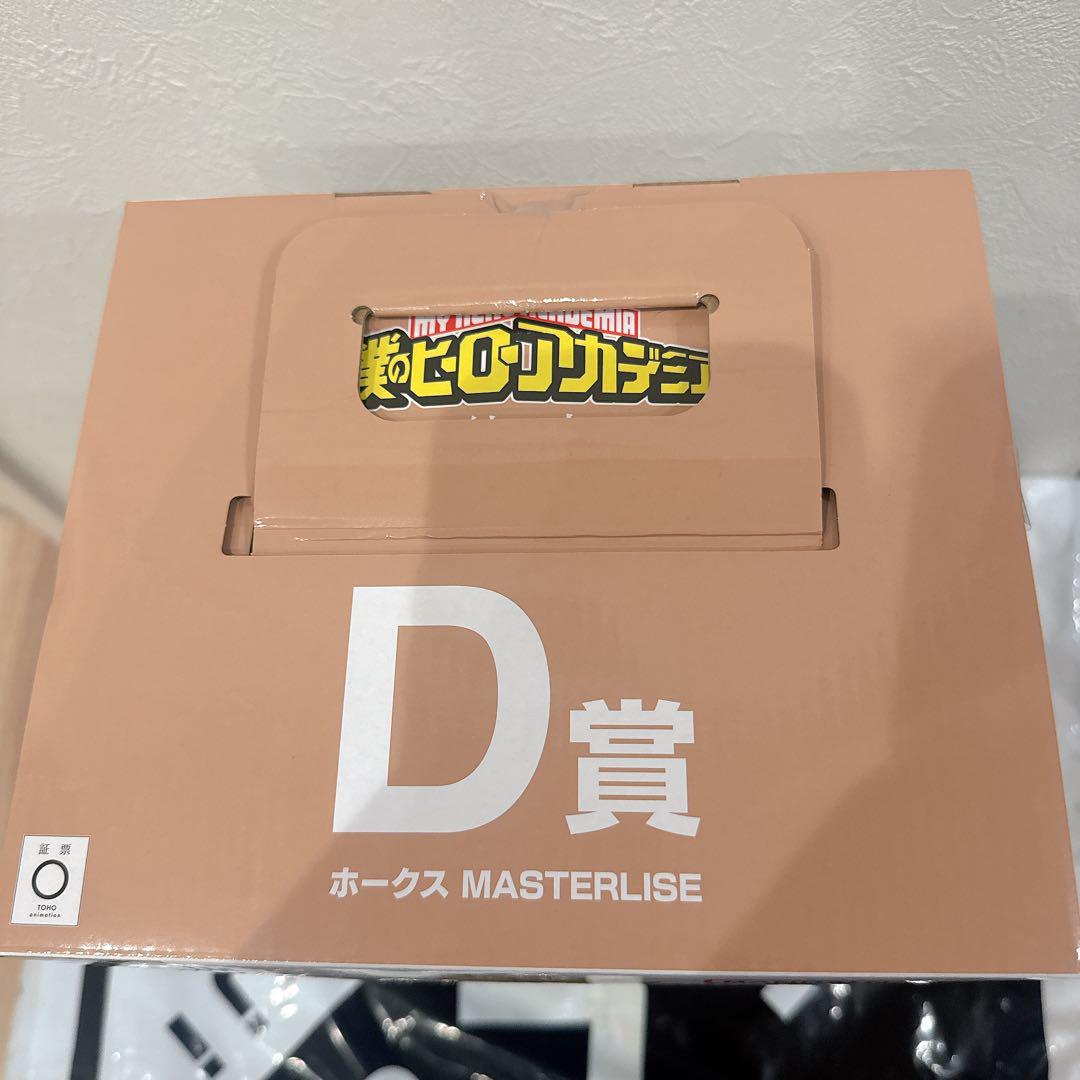 MY HERO ACADEMIA
僕のヒーローアカデミア
D賞
ホークス MASTERLISE
証 票
TOHO
animation